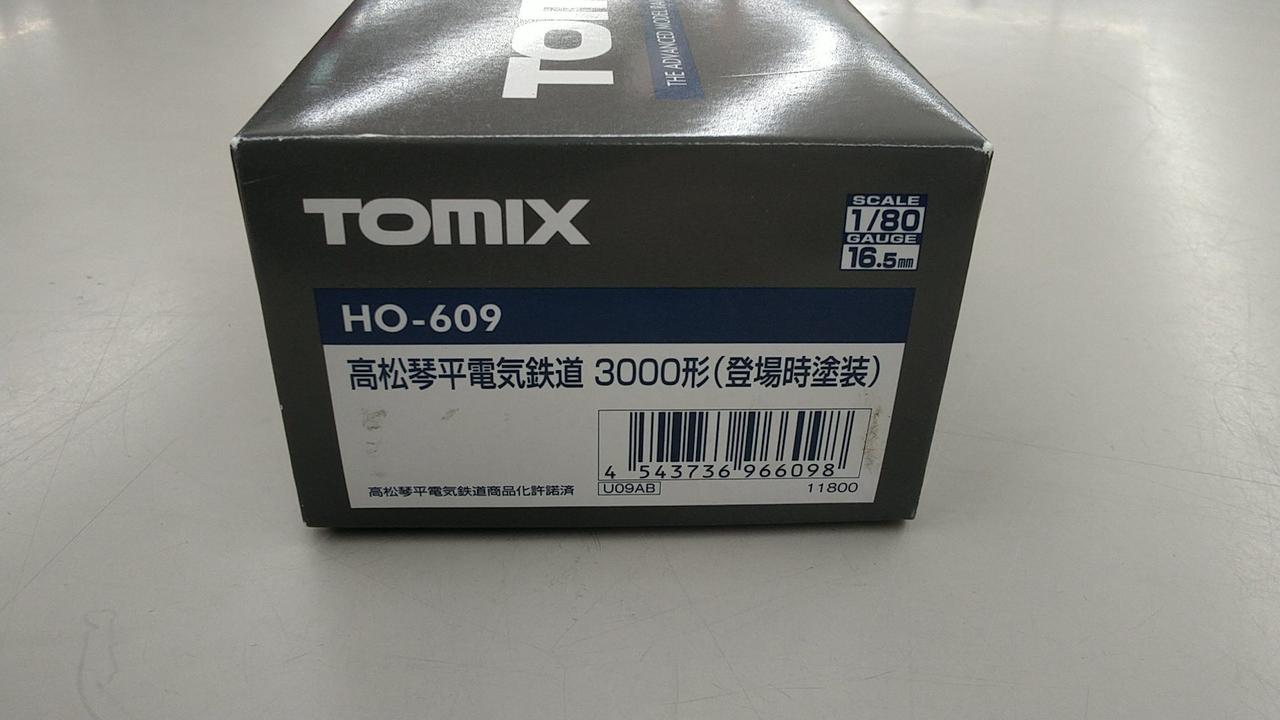 TOMIX
THE ADVANCED MODEL
TOMIX
SCALE
1/80
GAUGE
16.5mm
HO-609
高松琴平電気鉄道 3000形(登場時塗装)
4 543736 966098
高松琴平電気鉄道商品化許諾済
U09AB
11800